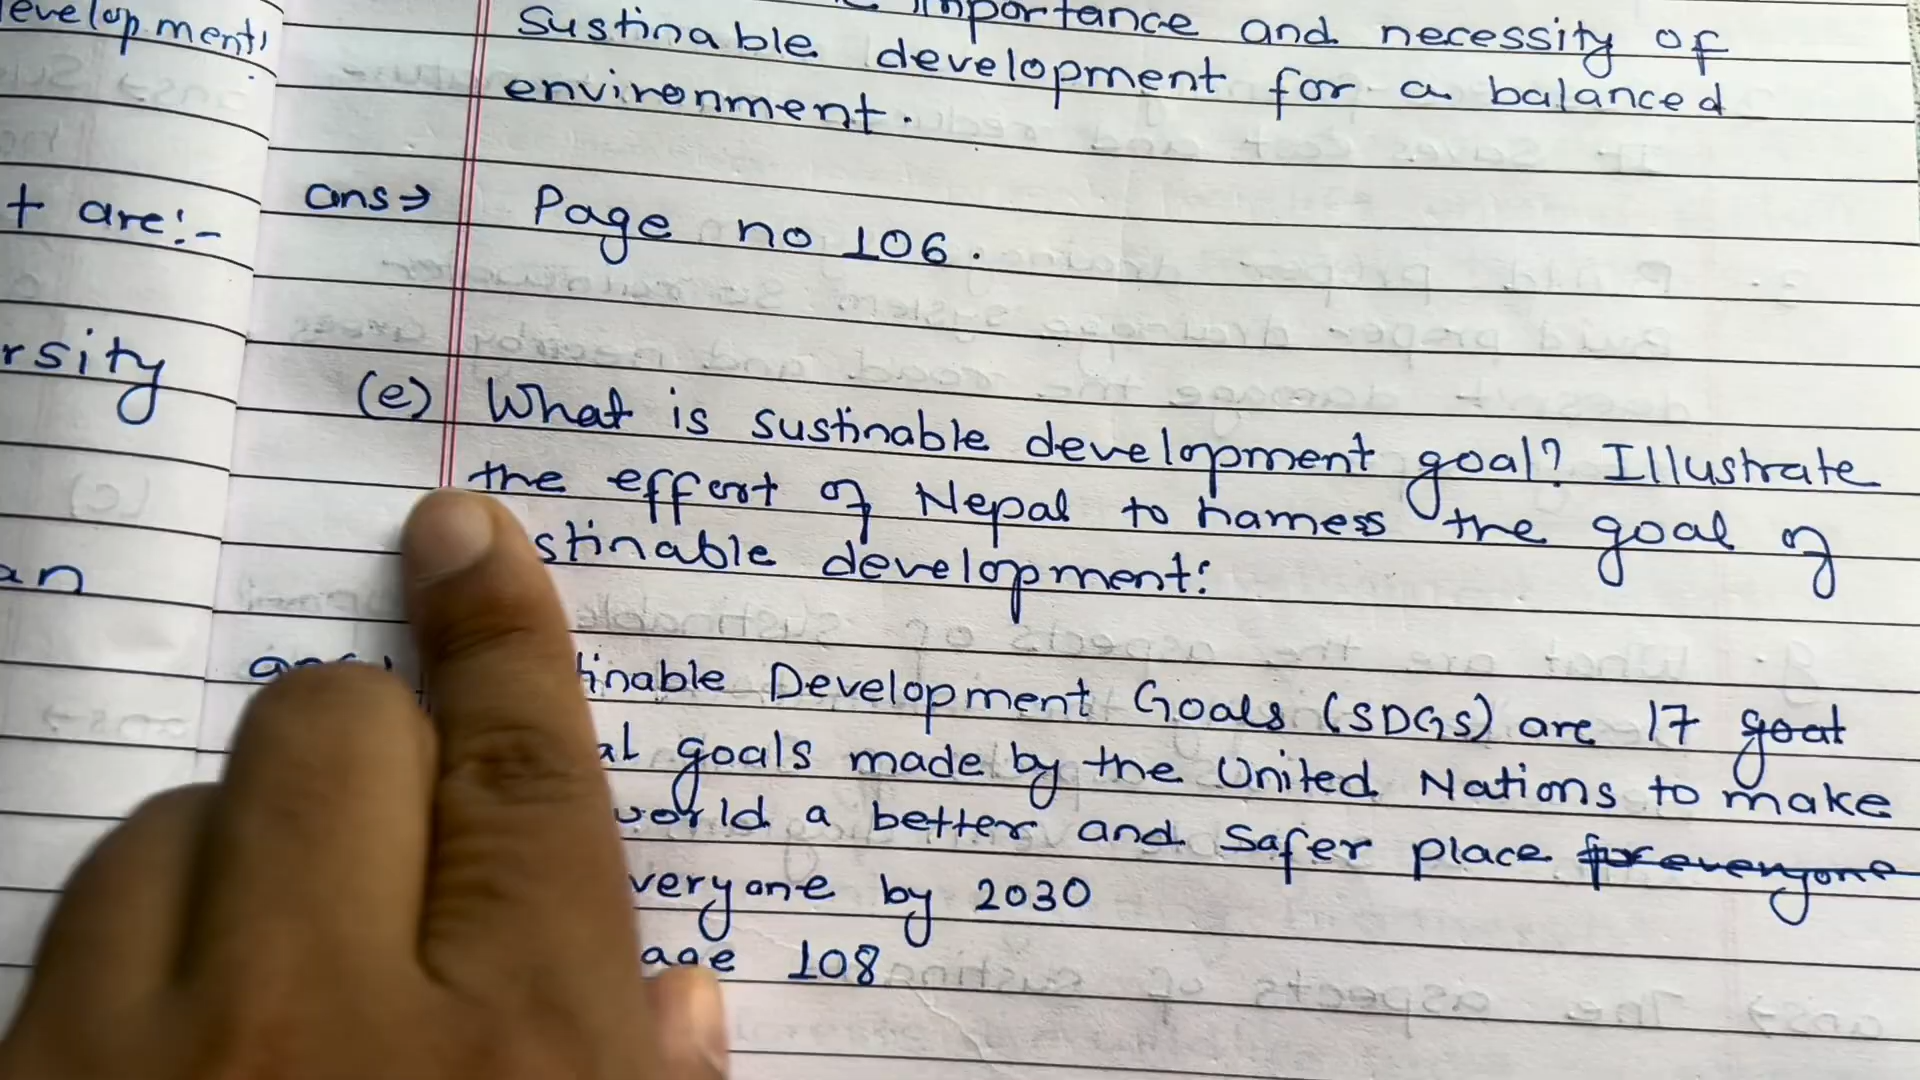 evelopment,
+ are:-
rsity
an
importance and necessity of
sustinable development for a balanced
environment.
ans→ Page no 106.
(e) What is sustinable development goal? Illustrate
the effort of Nepal to harness the goal of
stinable development:
tinable Development Goals (SDGs) are 17 goat
al goals made by the United Nations to make
world a better and safer place for everyone
veryone by 2030
age 108